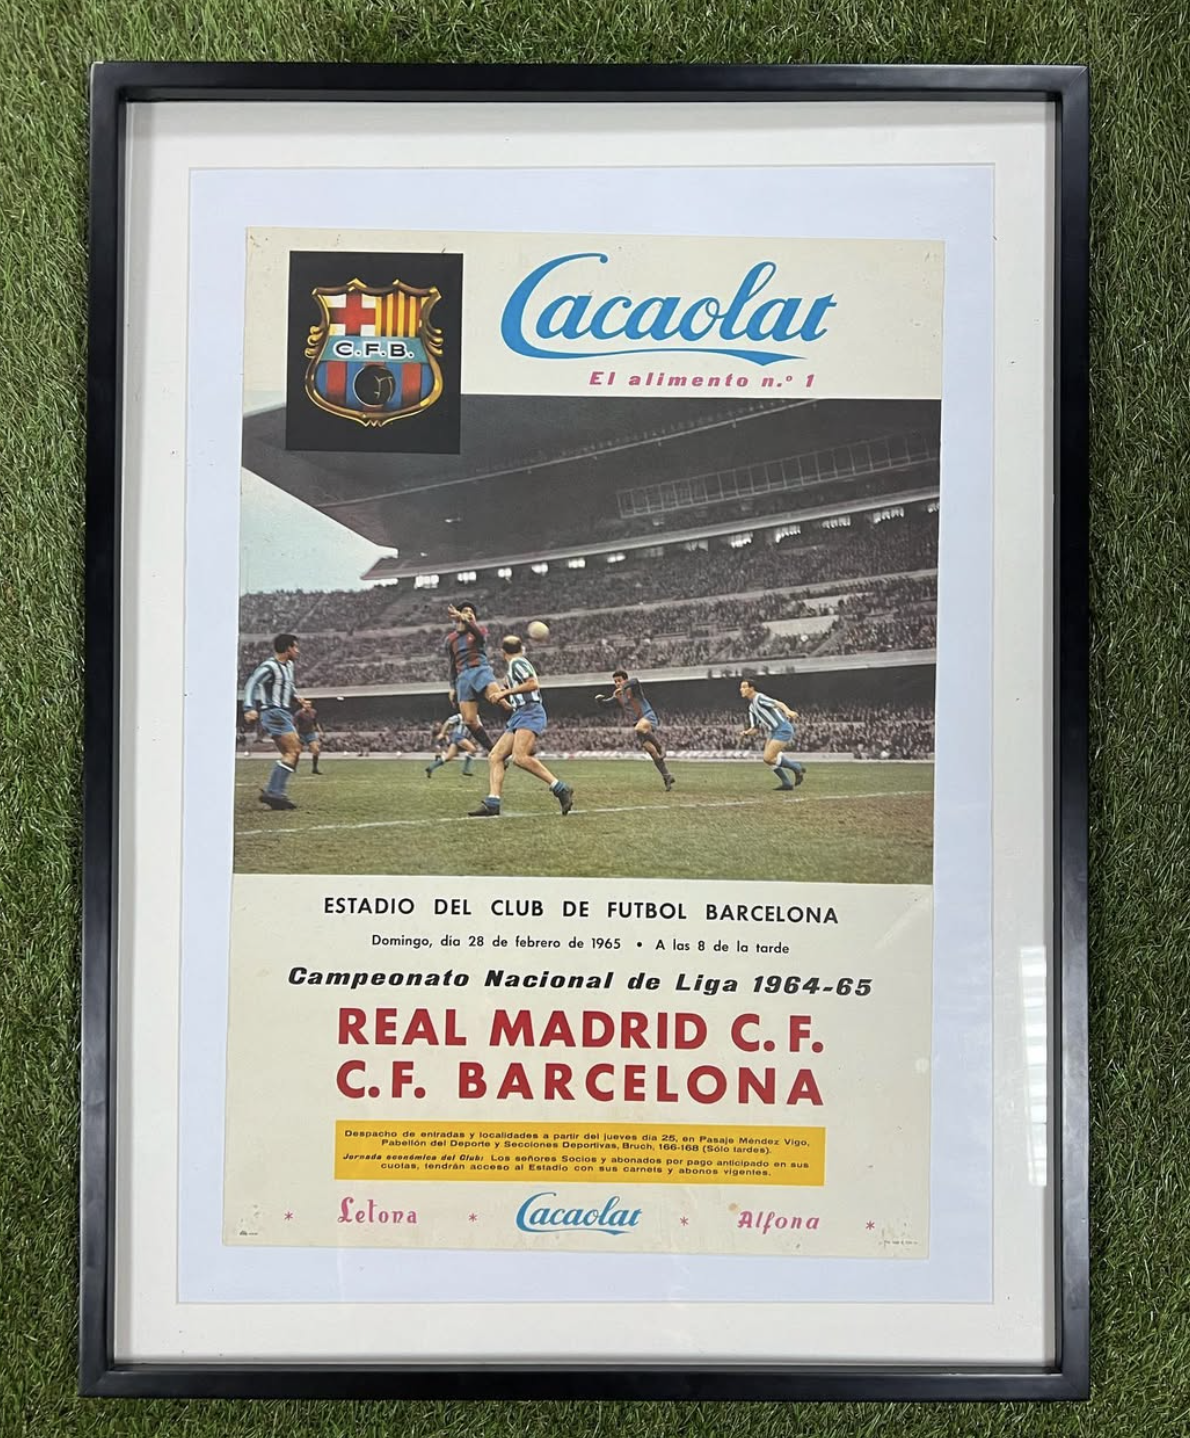 C.F.B.
Cacaolat
El alimento n.º 1
ESTADIO DEL CLUB DE FUTBOL BARCELONA
Domingo, día 28 de febrero de 1965 • A las 8 de la tarde
Campeonato Nacional de Liga 1964-65
REAL MADRID C. F.
C. F. BARCELONA
Despacho de entradas y localidades a partir del jueves día 25, en Pasaje Méndez Vigo,
Pabellón del Deporte y Secciones Deportivas, Bruch, 166-168 (Sólo tardes).
Jornada económica del Club: Los señores Socios y abonados por pago anticipado en sus
cuotas, tendrán acceso al Estadio con sus carnets y abonos vigentes.
* Letona * Cacaolat * Alfona *